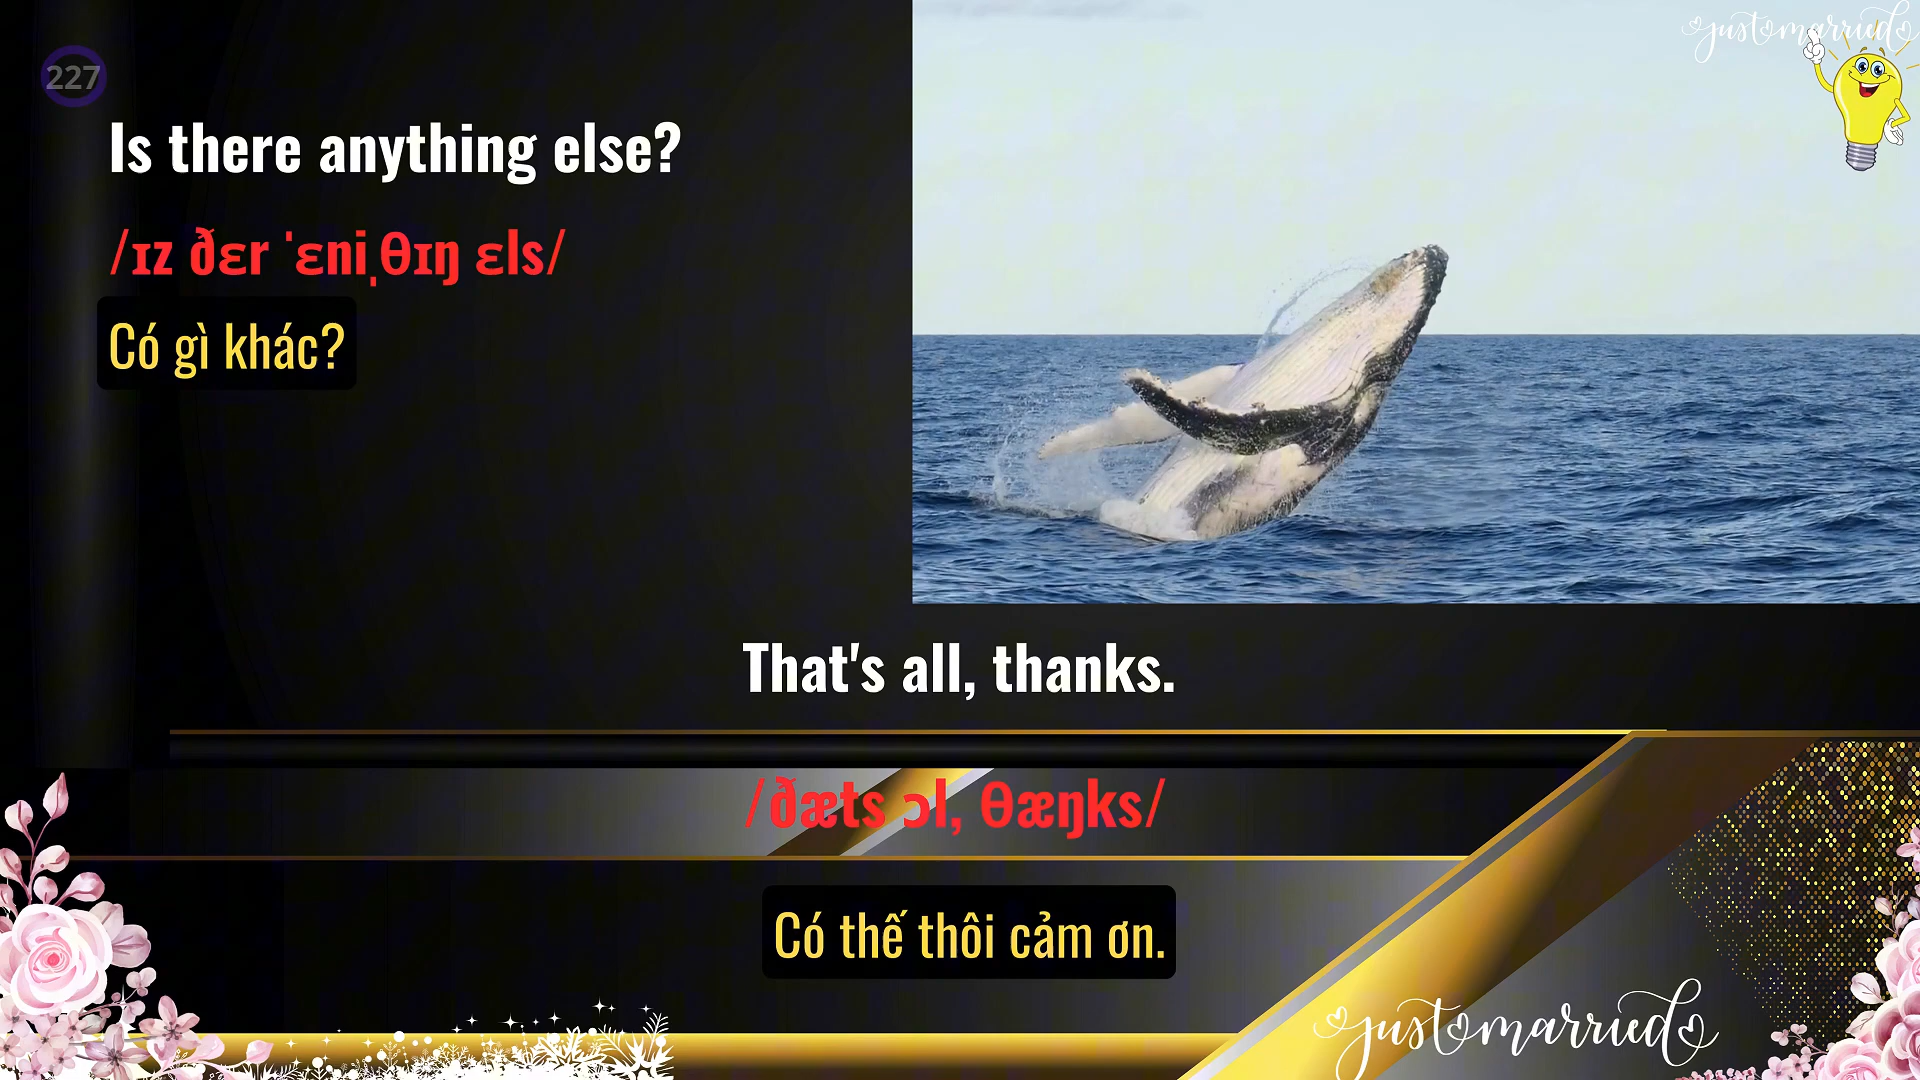 justmarried
227
Is there anything else?
/ɪz ðɛr ˈɛniˌθɪŋ ɛls/
Có gì khác?
That's all, thanks.
/ðæts ɔl, θæŋks/
Có thế thôi cảm ơn.
justmarried